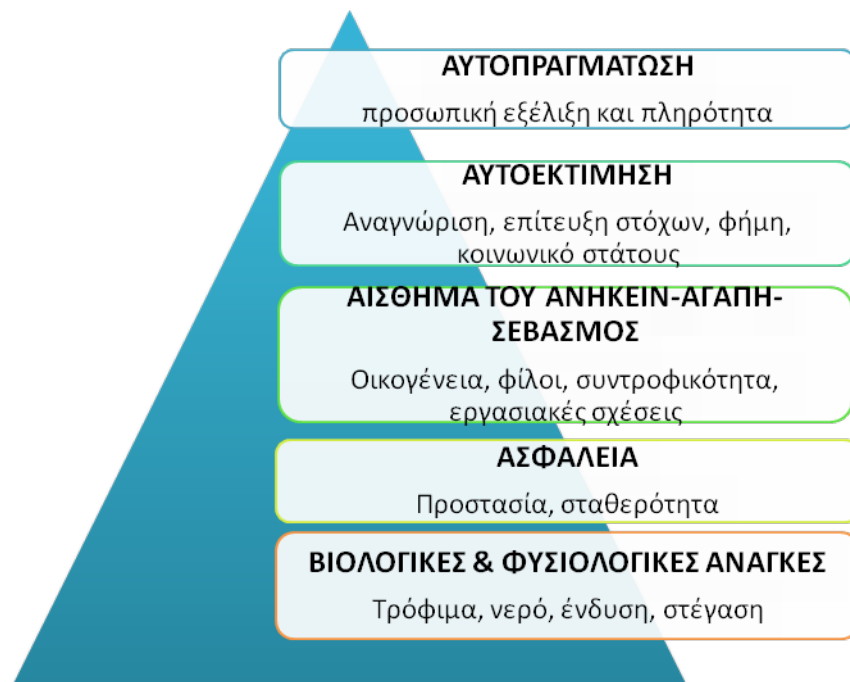 ΑΥΤΟΠΡΑΓΜΑΤΩΣΗ
προσωπική εξέλιξη και πληρότητα
ΑΥΤΟΕΚΤΙΜΗΣΗ
Αναγνώριση, επίτευξη στόχων, φήμη,
κοινωνικό στάτους
ΑΙΣΘΗΜΑ ΤΟΥ ΑΝΗΚΕΙΝ-ΑΓΑΠΗ-
ΣΕΒΑΣΜΟΣ
Οικογένεια, φίλοι, συντροφικότητα,
εργασιακές σχέσεις
ΑΣΦΑΛΕΙΑ
Προστασία, σταθερότητα
ΒΙΟΛΟΓΙΚΕΣ & ΦΥΣΙΟΛΟΓΙΚΕΣ ΑΝΑΓΚΕΣ
Τρόφιμα, νερό, ένδυση, στέγαση